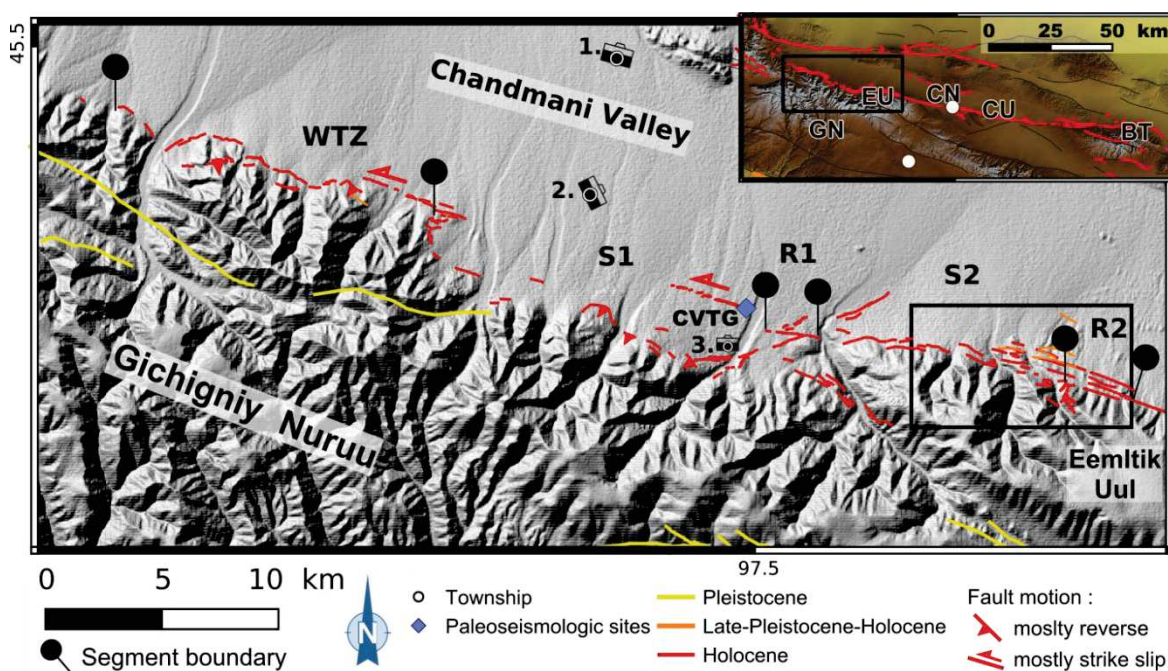 45.5
1.
Chandmani Valley
WTZ
2.
S1
R1
S2
CVTG
3.
R2
Gichigniy Nuruu
Eemltik
Uul
0 25 50
km
EU
CN
CU
GN
BT
97.5
0 5 10 km
Segment boundary
N
Township
Paleoseismologic sites
Pleistocene
Late-Pleistocene-Holocene
Holocene
Fault motion :
moslty reverse
mostly strike slip